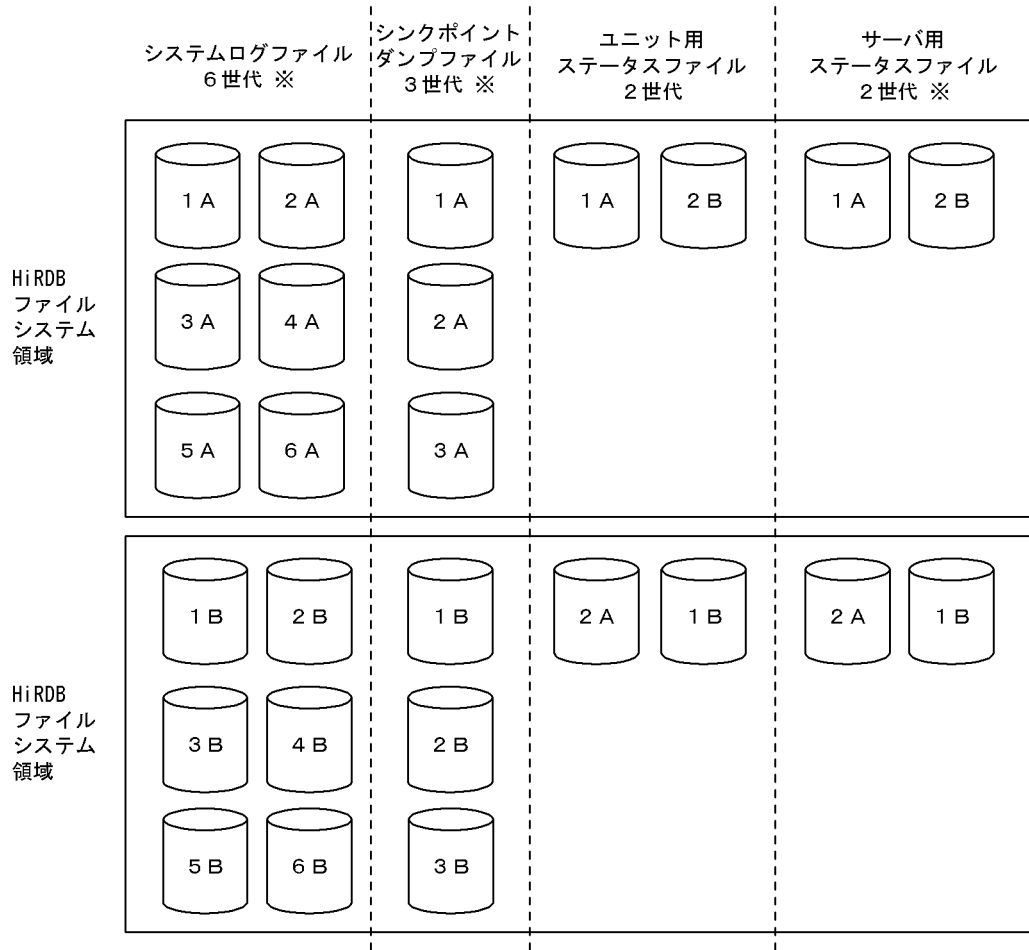 システムログファイル
6世代 ※
シンクポイント
ダンプファイル
3世代 ※
ユニット用
ステータスファイル
2世代
サーバ用
ステータスファイル
2世代 ※
HiRDB
ファイル
システム
領域
1A 2A 1A 1A 2B 1A 2B
3A 4A 2A
5A 6A 3A
HiRDB
ファイル
システム
領域
1B 2B 1B 2A 1B 2A 1B
3B 4B 2B
5B 6B 3B